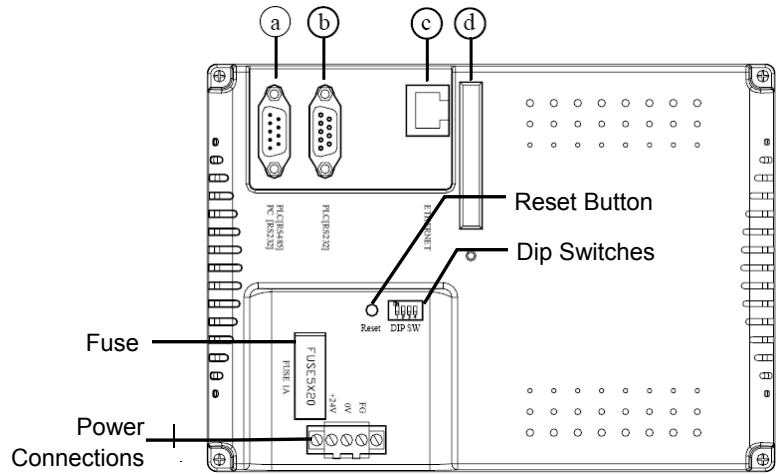 a b c d
PLC[RS485]
PC [RS232]
PLC[RS232]
ETHERNET
Reset Button
Dip Switches
Reset DIP SW
Fuse
FUSE 1A
FUSE5X20
+24V
0V
FG
Power
Connections